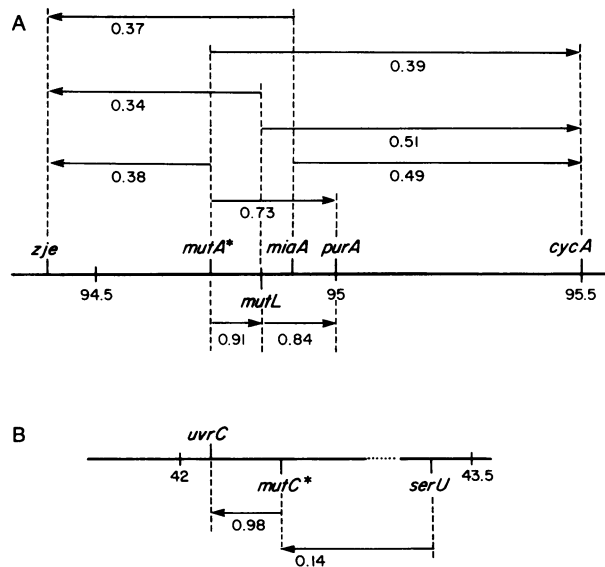 A
0.37
0.39
0.34
0.51
0.38
0.49
0.73
zje mutA* miaA purA cycA
94.5 mutL 95 95.5
0.91 0.84
B
uvrC
42 mutC* serU 43.5
0.98
0.14